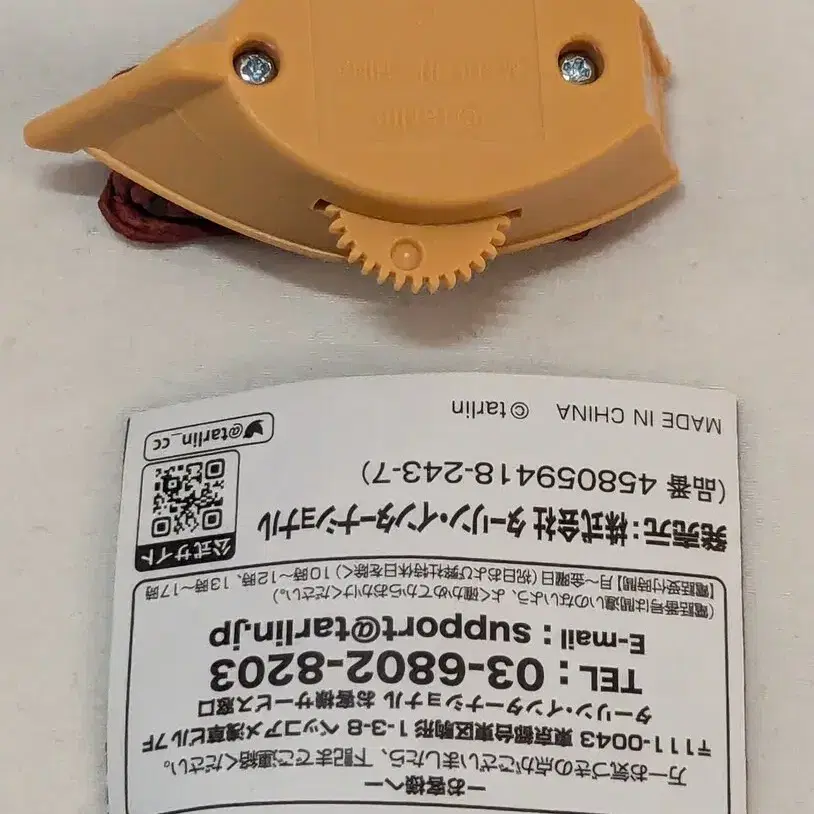 ーお客様へー
万一お気づきの点がございましたら、下記までご連絡ください。
〒111-0043 東京都台東区駒形1-3-8 ベッコアメ浅草ビル7F
ターリン・インターナショナル お客様サービス窓口
TEL：03-6802-8203
E-mail：support@tarlin.jp
(電話番号は間違いのないよう、よく確かめてからおかけください。)
【電話受付時間】月〜金曜日(祝日および弊社特休日を除く)10時〜12時、13時〜17時
発売元：株式会社 ターリン・インターナショナル
(品番 458059418-243-7)
公式サイト
@tarlin_cc
MADE IN CHINA © tarlin
©tarlin
MADE IN CHINA